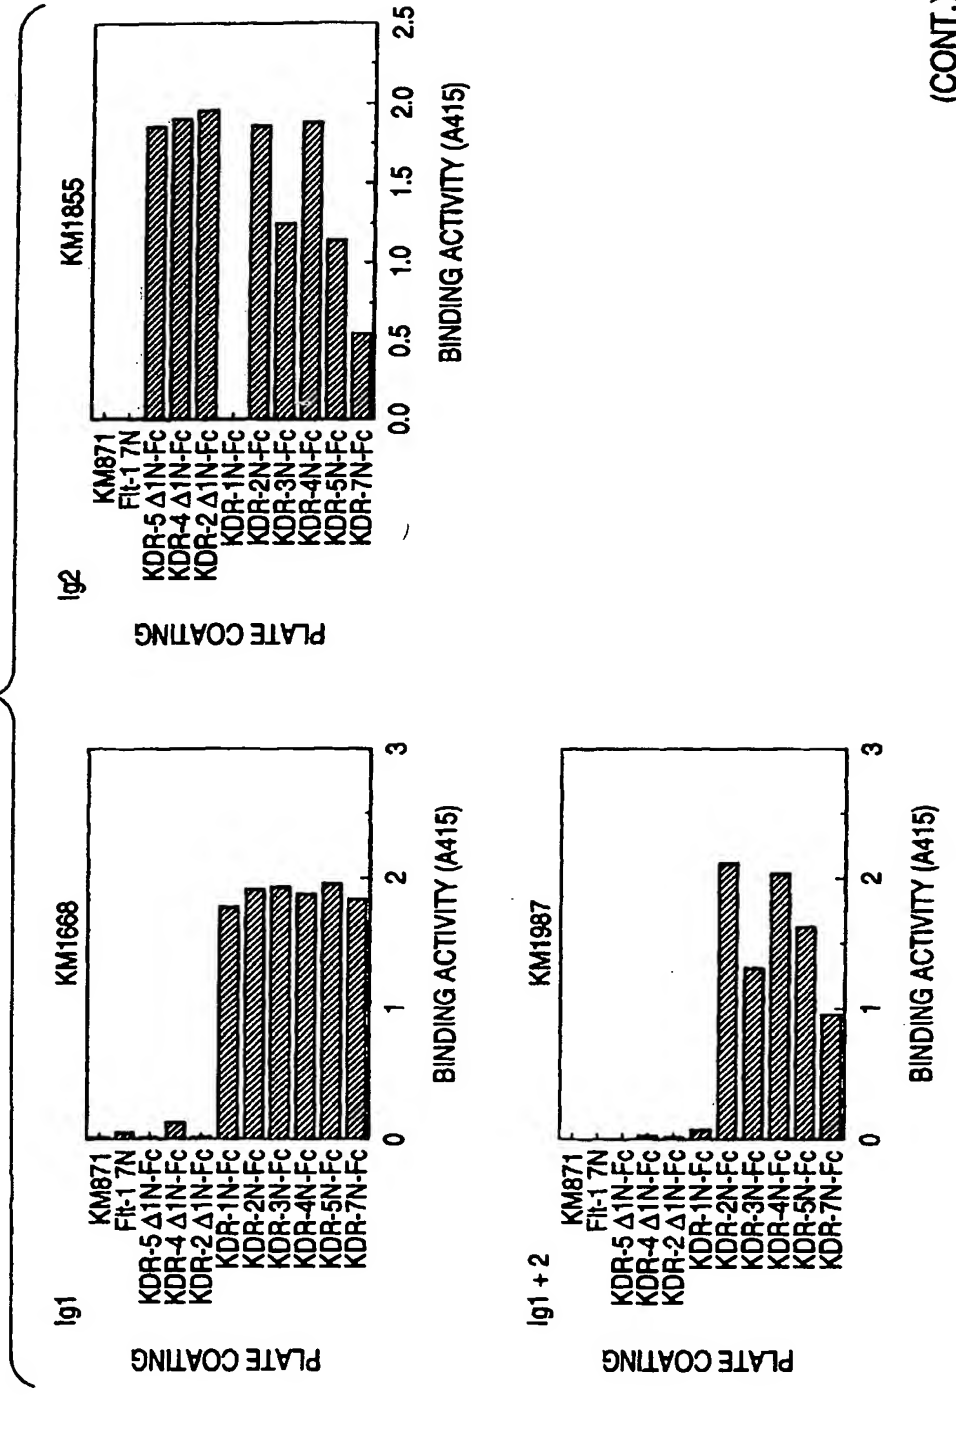 Ig1
KM1668
PLATE COATING
KM871
Flt-1 7N
KDR-5 Δ1N-Fc
KDR-4 Δ1N-Fc
KDR-2 Δ1N-Fc
KDR-1N-Fc
KDR-2N-Fc
KDR-3N-Fc
KDR-4N-Fc
KDR-5N-Fc
KDR-7N-Fc
0 1 2 3
BINDING ACTIVITY (A415)
Ig2
KM1855
PLATE COATING
KM871
Flt-1 7N
KDR-5 Δ1N-Fc
KDR-4 Δ1N-Fc
KDR-2 Δ1N-Fc
KDR-1N-Fc
KDR-2N-Fc
KDR-3N-Fc
KDR-4N-Fc
KDR-5N-Fc
KDR-7N-Fc
0.0 0.5 1.0 1.5 2.0 2.5
BINDING ACTIVITY (A415)
Ig1 + 2
KM1987
PLATE COATING
KM871
Flt-1 7N
KDR-5 Δ1N-Fc
KDR-4 Δ1N-Fc
KDR-2 Δ1N-Fc
KDR-1N-Fc
KDR-2N-Fc
KDR-3N-Fc
KDR-4N-Fc
KDR-5N-Fc
KDR-7N-Fc
0 1 2 3
BINDING ACTIVITY (A415)
(CONT.)